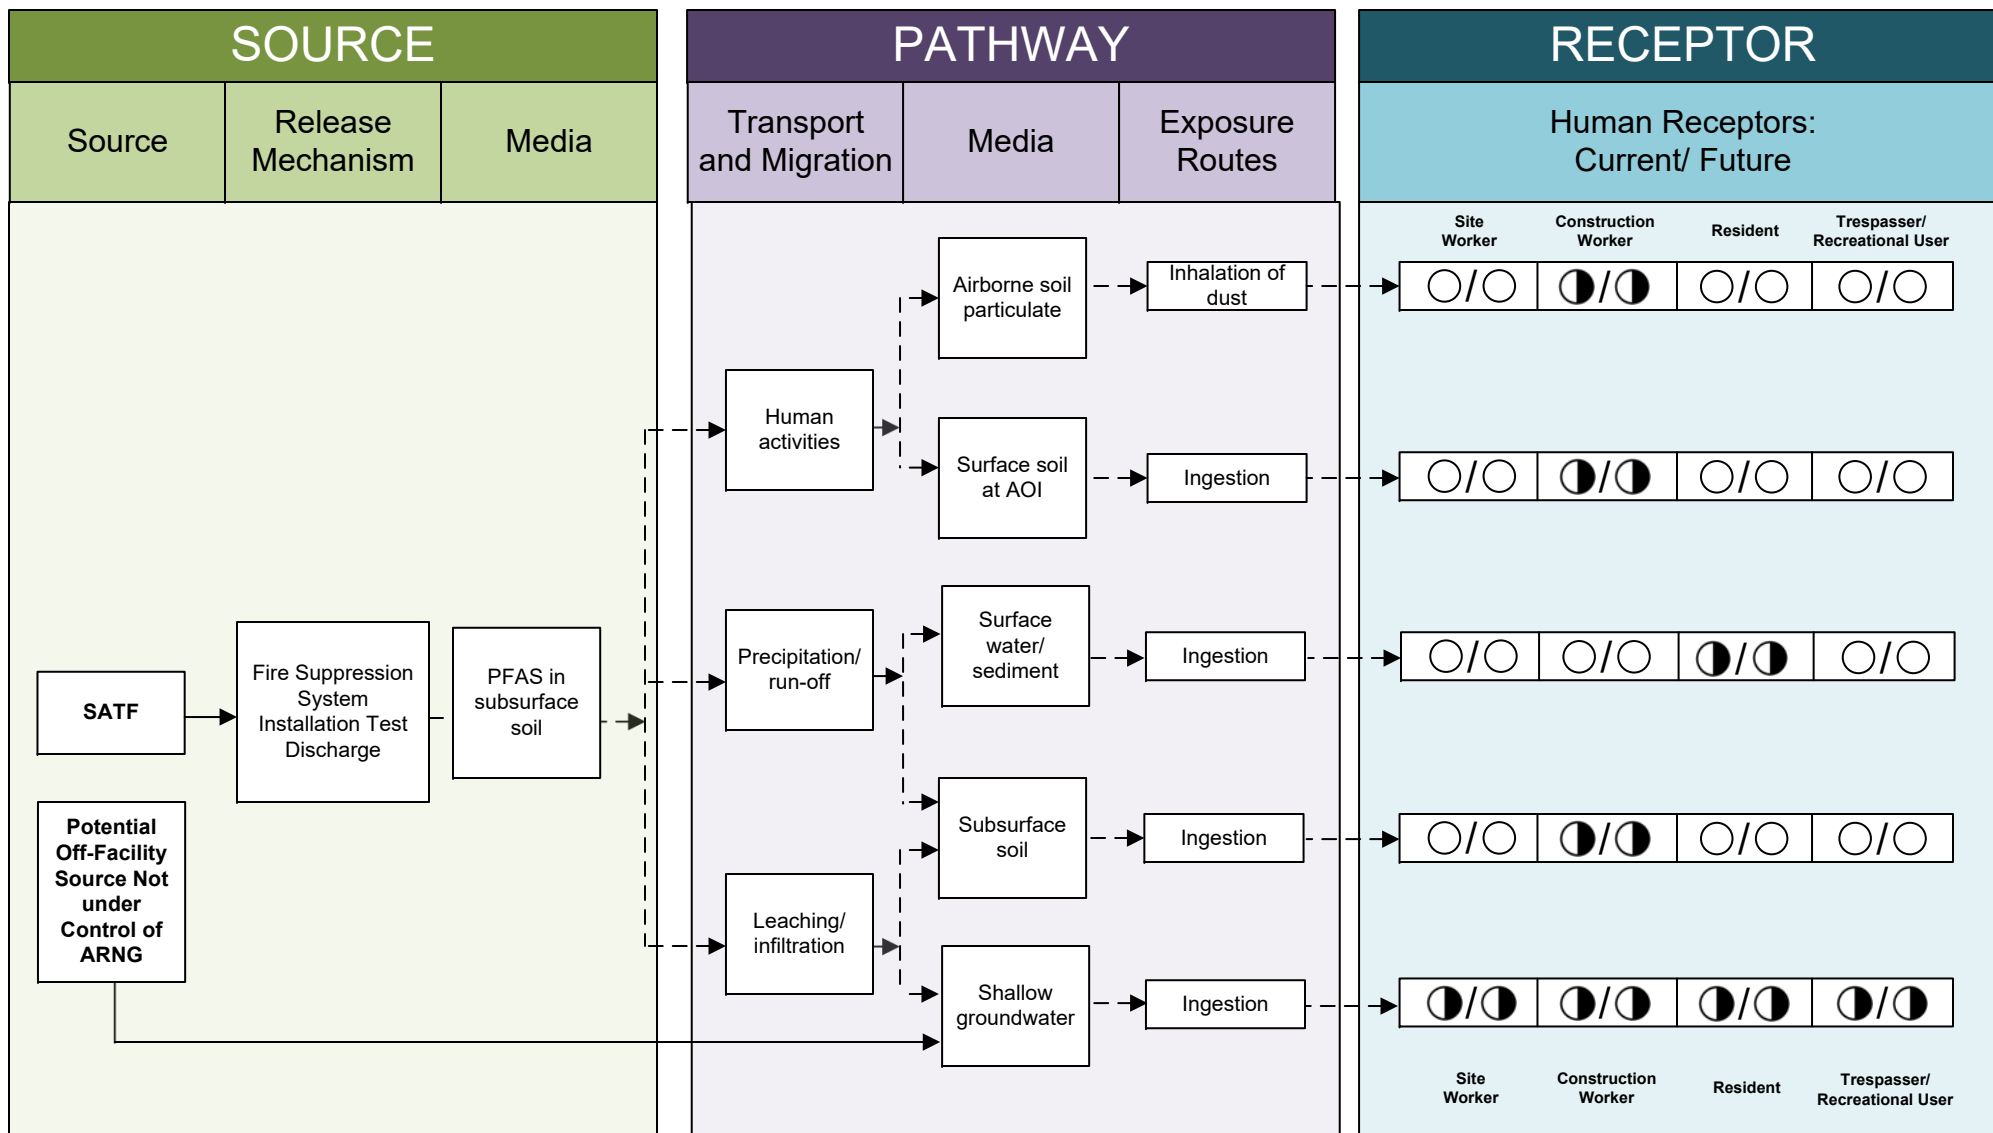 SOURCE
PATHWAY
RECEPTOR
Source
Release
Mechanism
Media
Transport
and Migration
Media
Exposure
Routes
Human Receptors:
Current/ Future
Site
Worker
Construction
Worker
Resident
Trespasser/
Recreational User
Airborne soil
particulate
Inhalation of
dust
/
/
/
/
Human
activities
Surface soil
at AOI
Ingestion
/
/
/
/
SATF
Fire Suppression
System
Installation Test
Discharge
PFAS in
subsurface
soil
Precipitation/
run-off
Surface
water/
sediment
Ingestion
/
/
/
/
Potential
Off-Facility
Source Not
under
Control of
ARNG
Subsurface
soil
Ingestion
/
/
/
/
Leaching/
infiltration
Shallow
groundwater
Ingestion
/
/
/
/
Site
Worker
Construction
Worker
Resident
Trespasser/
Recreational User